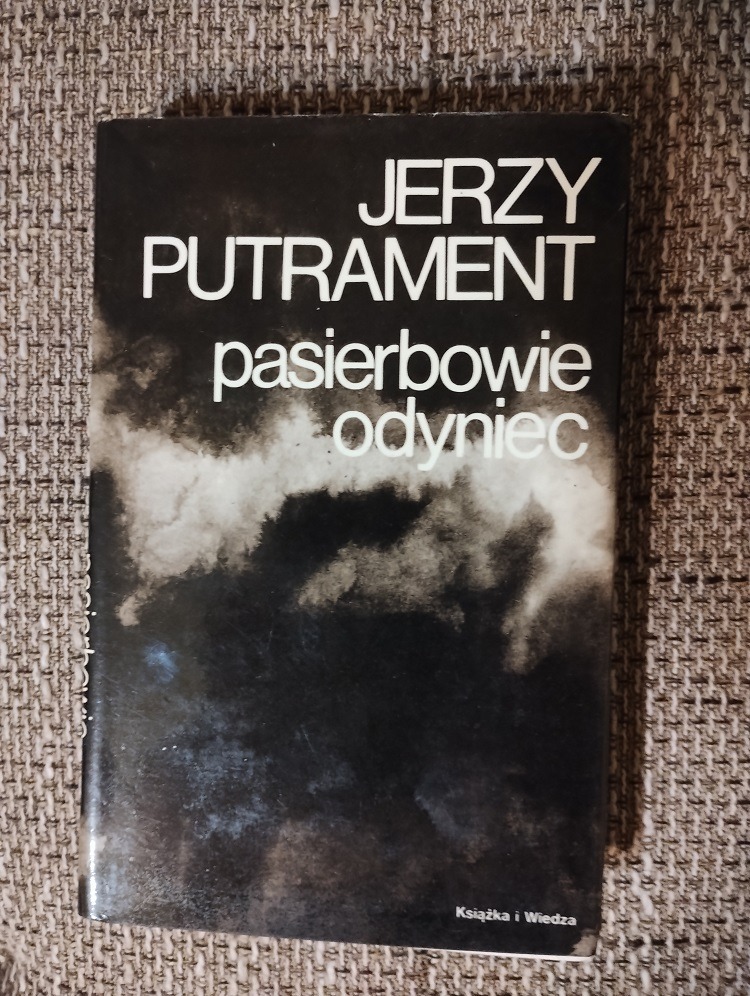 JERZY
PUTRAMENT
pasierbowie
odyniec
Książka i Wiedza